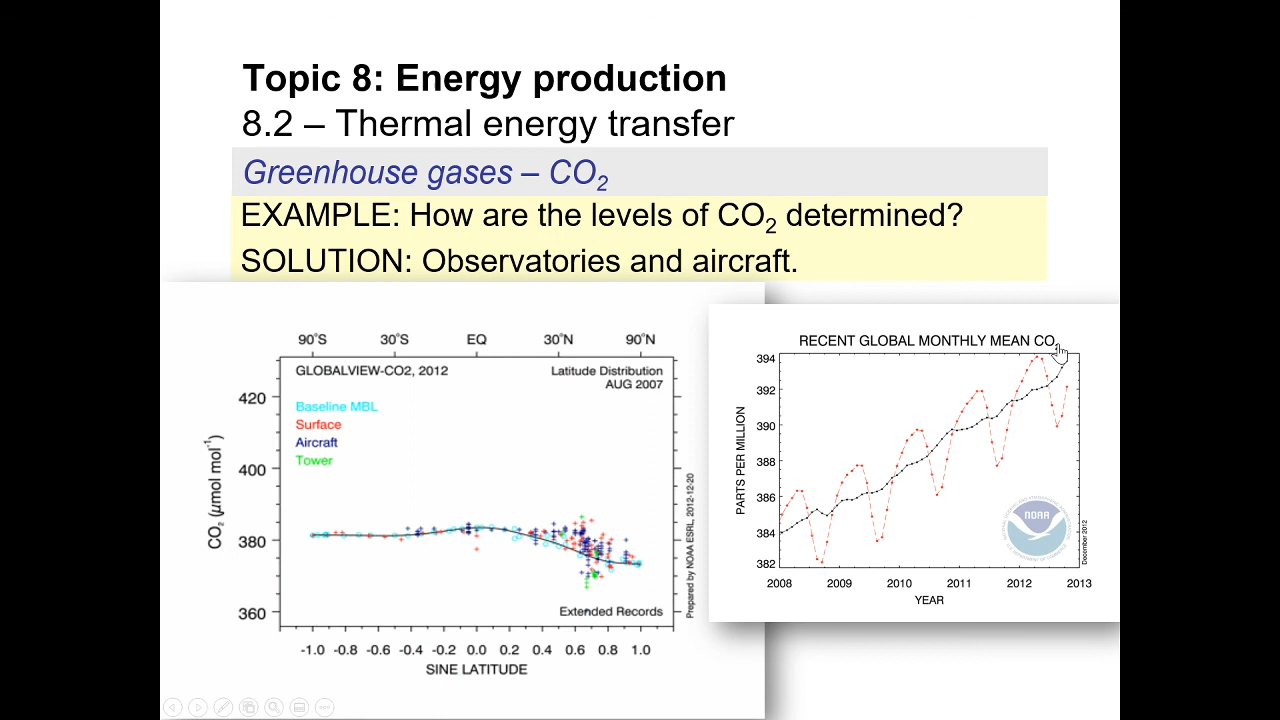 Topic 8: Energy production
8.2 – Thermal energy transfer
Greenhouse gases – CO2
EXAMPLE: How are the levels of CO2 determined?
SOLUTION: Observatories and aircraft.
90°S 30°S EQ 30°N 90°N
GLOBALVIEW-CO2, 2012
Latitude Distribution
AUG 2007
Baseline MBL
Surface
Aircraft
Tower
420
400
380
360
CO2 (μmol mol-1)
Prepared by NOAA ESRL, 2012-12-20
Extended Records
-1.0 -0.8 -0.6 -0.4 -0.2 0.0 0.2 0.4 0.6 0.8 1.0
SINE LATITUDE
RECENT GLOBAL MONTHLY MEAN CO2
394
392
390
388
386
384
382
PARTS PER MILLION
NOAA
December 2012
2008 2009 2010 2011 2012 2013
YEAR